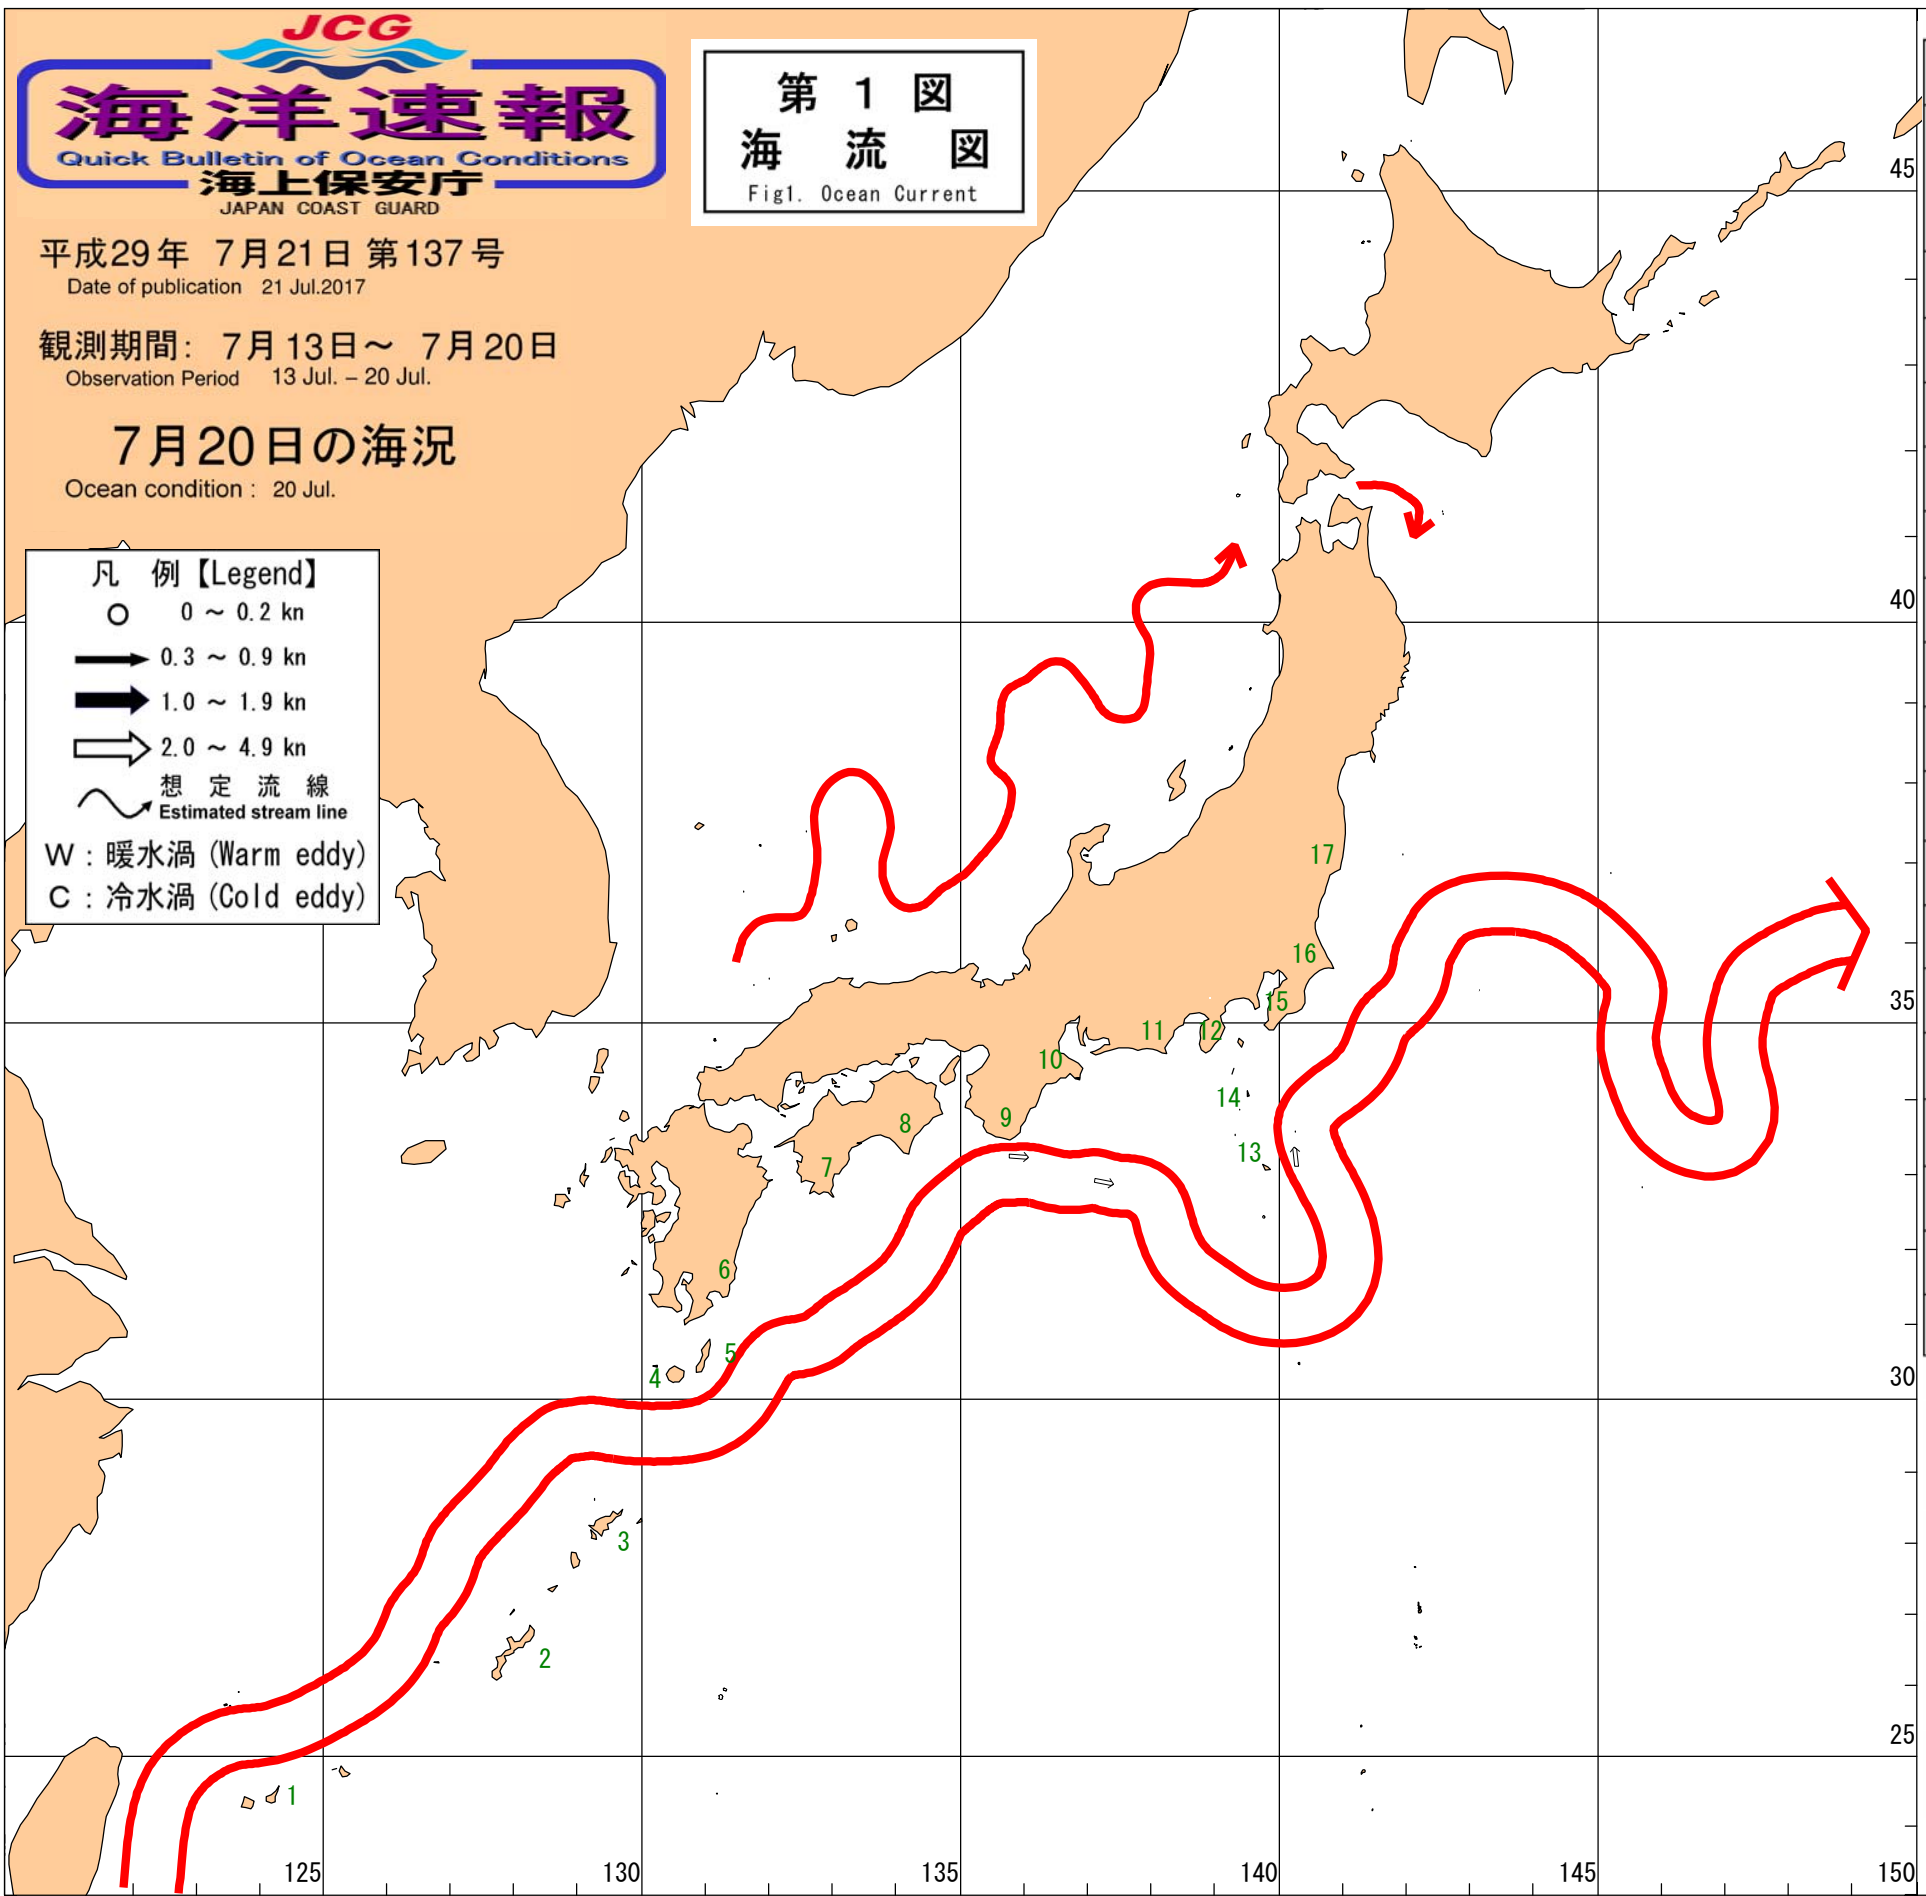 JCG
海洋速報
Quick Bulletin of Ocean Conditions
海上保安庁
JAPAN COAST GUARD
第 1 図
海 流 図
Fig1. Ocean Current
平成29年 7月21日 第137号
Date of publication 21 Jul.2017
観測期間: 7月13日~ 7月20日
Observation Period 13 Jul. – 20 Jul.
7月20日の海況
Ocean condition : 20 Jul.
凡 例【Legend】
0 ~ 0.2 kn
0.3 ~ 0.9 kn
1.0 ~ 1.9 kn
2.0 ~ 4.9 kn
想 定 流 線
Estimated stream line
W : 暖水渦 (Warm eddy)
C : 冷水渦 (Cold eddy)
45
40
35
30
25
17
16
15
12
11
10
14
13
9
8
7
6
5
4
3
2
1
125
130
135
140
145
150